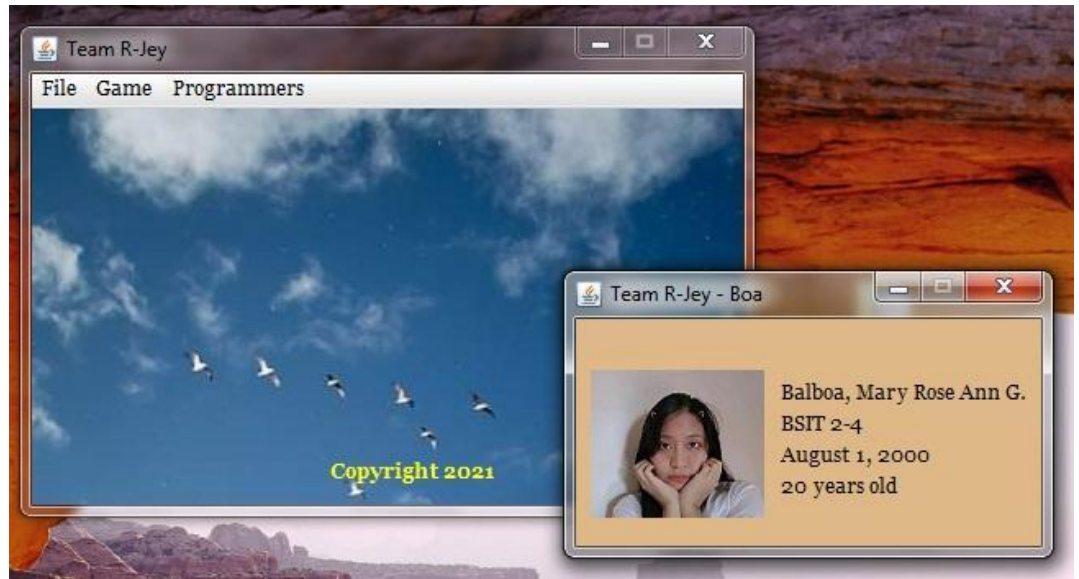 Team R-Jey
File Game Programmers
Copyright 2021
Team R-Jey - Boa
Balboa, Mary Rose Ann G.
BSIT 2-4
August 1, 2000
20 years old